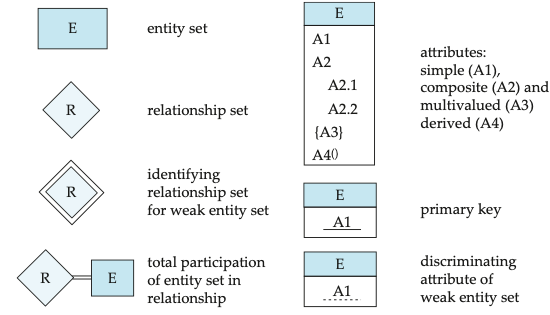 E
entity set
R
relationship set
R
identifying
relationship set
for weak entity set
R
E
total participation
of entity set in
relationship
E
A1
A2
A2.1
A2.2
{A3}
A4()
attributes:
simple (A1),
composite (A2) and
multivalued (A3)
derived (A4)
E
A1
primary key
E
A1
discriminating
attribute of
weak entity set